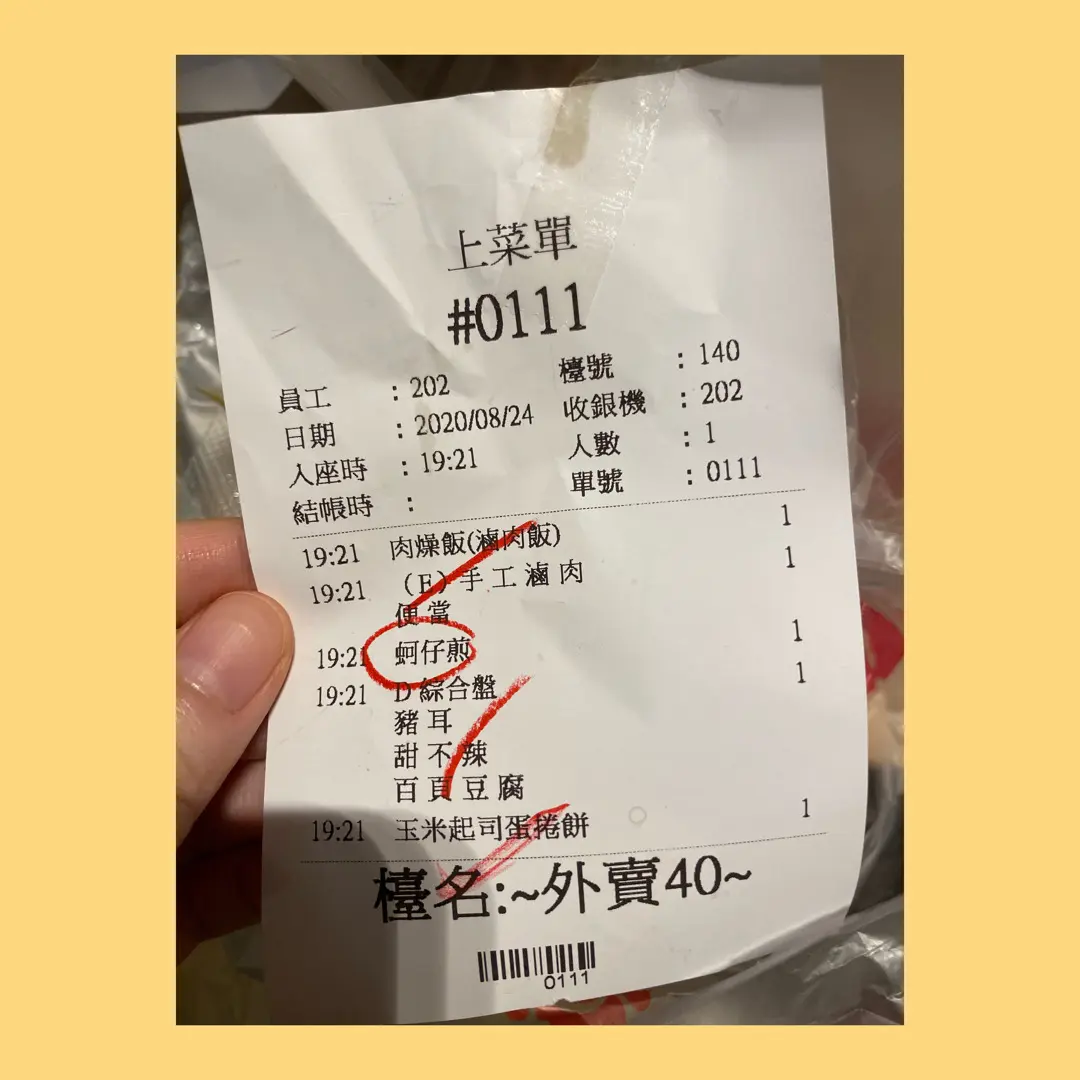 上菜單
#0111
員工 : 202 檯號 : 140
日期 : 2020/08/24 收銀機 : 202
入座時 : 19:21 人數 : 1
結帳時 : 單號 : 0111
19:21 肉燥飯(滷肉飯) 1
19:21 (E)手工滷肉 1
便當
19:21 蚵仔煎 1
19:21 D綜合盤 1
豬耳
甜不辣
百頁豆腐
19:21 玉米起司蛋捲餅 1
檯名:~外賣40~
0111